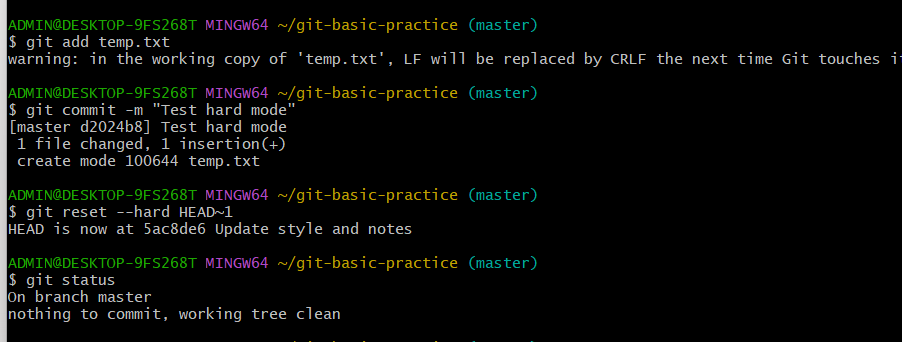 ADMIN@DESKTOP-9FS268T MINGW64 ~/git-basic-practice (master)
$ git add temp.txt
warning: in the working copy of 'temp.txt', LF will be replaced by CRLF the next time Git touches
ADMIN@DESKTOP-9FS268T MINGW64 ~/git-basic-practice (master)
$ git commit -m "Test hard mode"
[master d2024b8] Test hard mode
 1 file changed, 1 insertion(+)
 create mode 100644 temp.txt
ADMIN@DESKTOP-9FS268T MINGW64 ~/git-basic-practice (master)
$ git reset --hard HEAD~1
HEAD is now at 5ac8de6 Update style and notes
ADMIN@DESKTOP-9FS268T MINGW64 ~/git-basic-practice (master)
$ git status
On branch master
nothing to commit, working tree clean